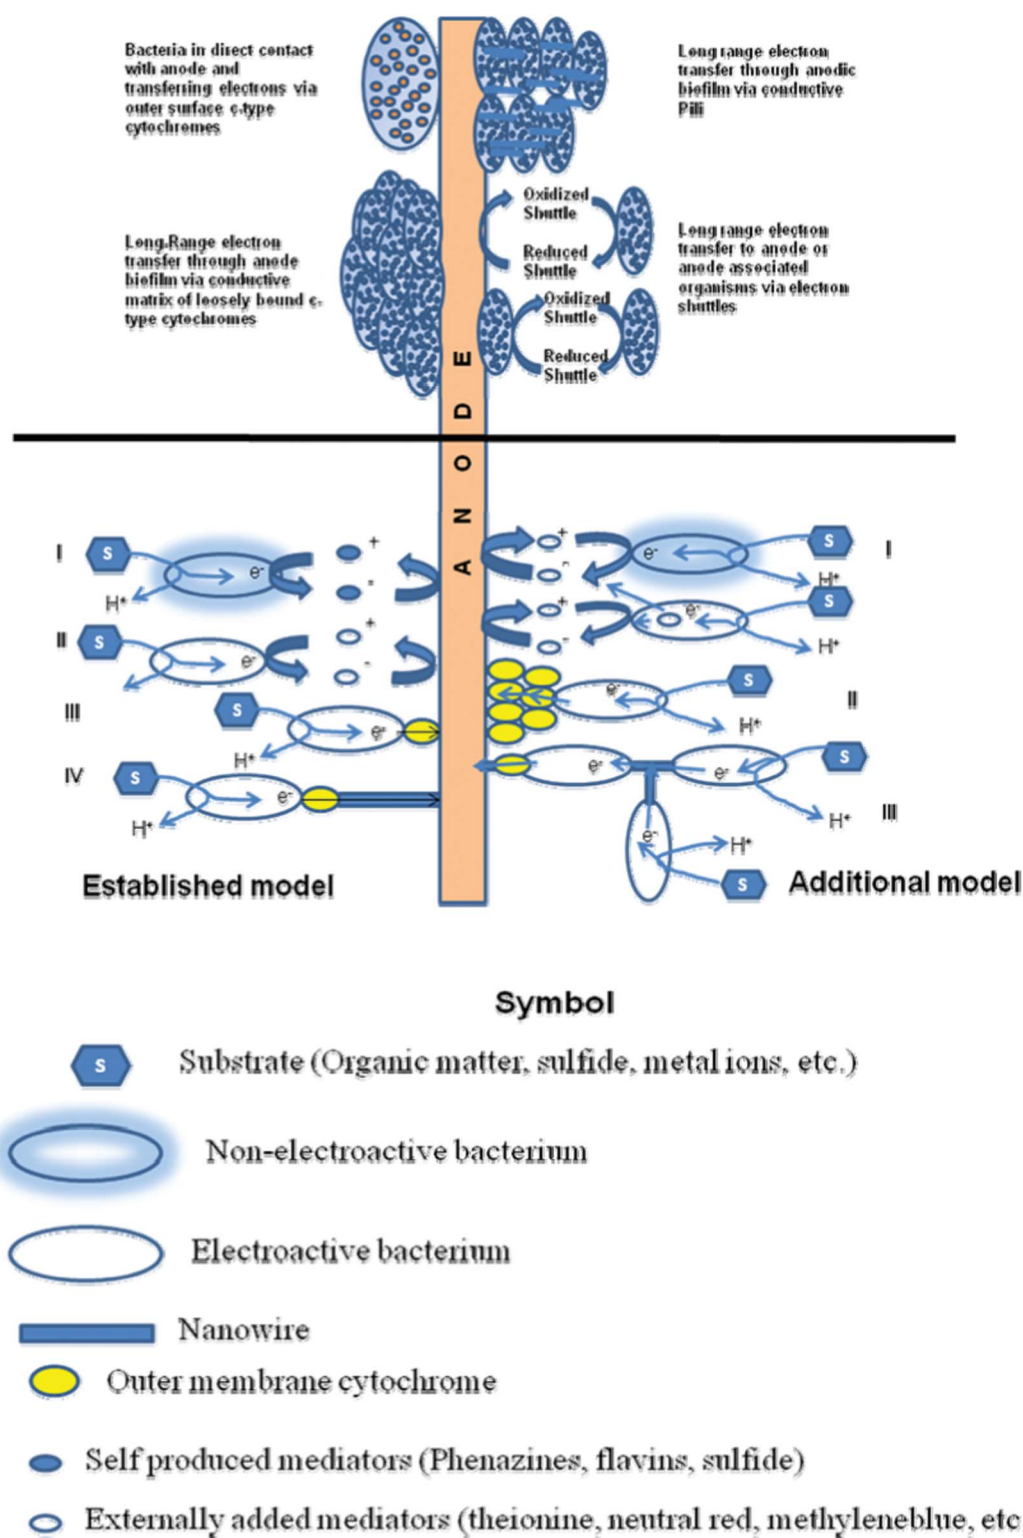 Bacteria in direct contact
with anode and
transferring electrons via
outer surface c-type
cytochromes
Long range electron
transfer through anodic
biofilm via conductive
Pili
Oxidized
Shuttle
Reduced
Shuttle
Long range electron
transfer to anode or
anode associated
organisms via electron
shuttles
Long-Range electron
transfer through anode
biofilm via conductive
matrix of loosely bound c-
type cytochromes
Oxidized
Shuttle
Reduced
Shuttle
ANODE
I
S
e-
H+
+
-
II
S
e-
+
-
III
S
e-
H+
IV
S
e-
H+
Established model
+
-
e-
S
I
H+
+
-
e-
S
H+
e-
S
II
H+
e-
e-
S
H+
III
e-
H+
S
Additional model
Symbol
S Substrate (Organic matter, sulfide, metal ions, etc.)
Non-electroactive bacterium
Electroactive bacterium
Nanowire
Outer membrane cytochrome
Self produced mediators (Phenazines, flavins, sulfide)
Externally added mediators (theionine, neutral red, methyleneblue, etc